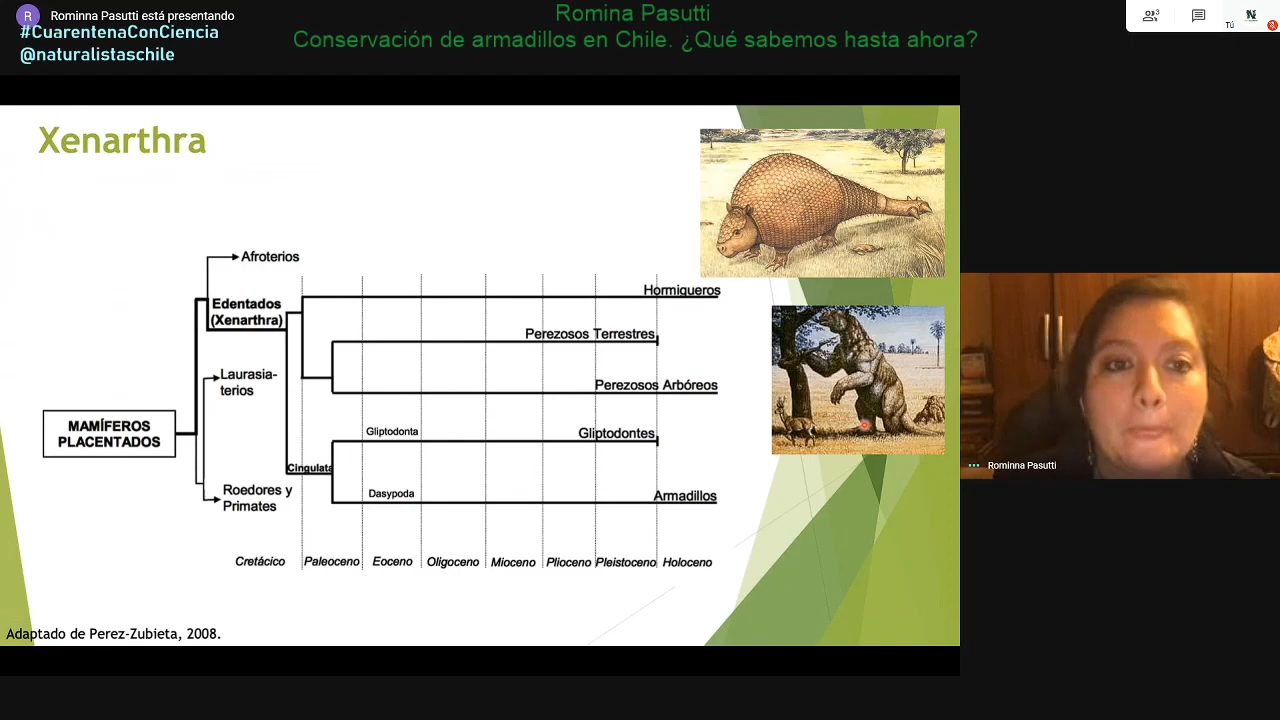 R
Rominna Pasutti está presentando
#CuarentenaConCiencia
@naturalistaschile
Romina Pasutti
Conservación de armadillos en Chile. ¿Qué sabemos hasta ahora?
3
Tú
Xenarthra
Afroterios
Edentados
(Xenarthra)
Hormigueros
Perezosos Terrestres
Laurasia-
terios
Perezosos Arbóreos
MAMÍFEROS
PLACENTADOS
Gliptodonta
Gliptodontes
Cingulata
Roedores y
Primates
Dasypoda
Armadillos
Cretácico Paleoceno Eoceno Oligoceno Mioceno Plioceno Pleistoceno Holoceno
Adaptado de Perez-Zubieta, 2008.
Rominna Pasutti